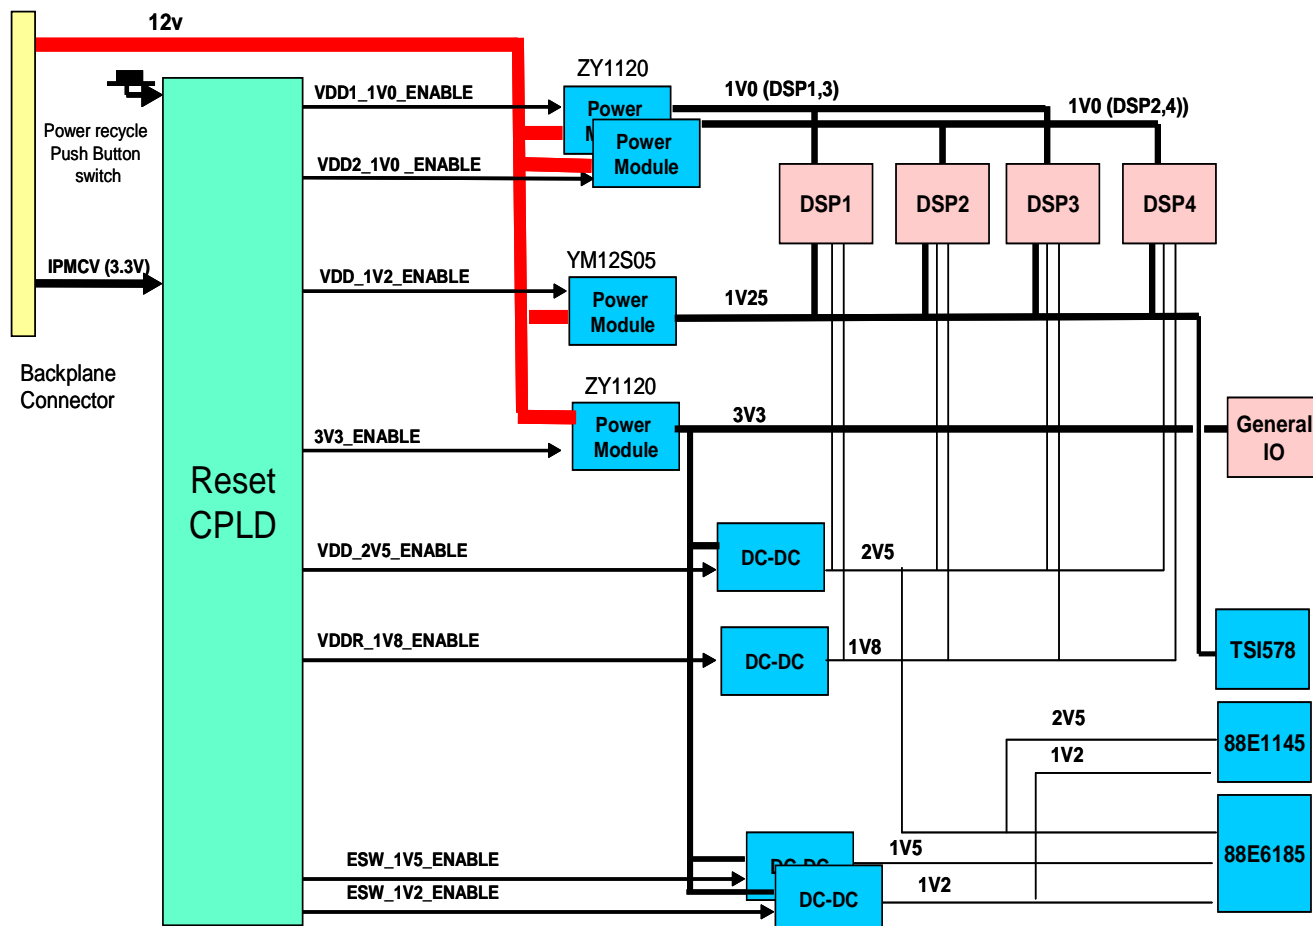 12v
ZY1120
VDD1_1V0_ENABLE
Power
1V0 (DSP1,3)
1V0 (DSP2,4))
Power recycle
Push Button
switch
VDD2_1V0 _ENABLE
Power
Module
DSP1
DSP2
DSP3
DSP4
IPMCV (3.3V)
YM12S05
VDD_1V2_ENABLE
Power
Module
1V25
Backplane
Connector
ZY1120
3V3_ENABLE
Power
Module
3V3
General
IO
Reset
CPLD
VDD_2V5_ENABLE
DC-DC
2V5
VDDR_1V8_ENABLE
DC-DC
1V8
TSI578
2V5
88E1145
1V2
ESW_1V5_ENABLE
DC-DC
1V5
88E6185
ESW_1V2_ENABLE
DC-DC
1V2